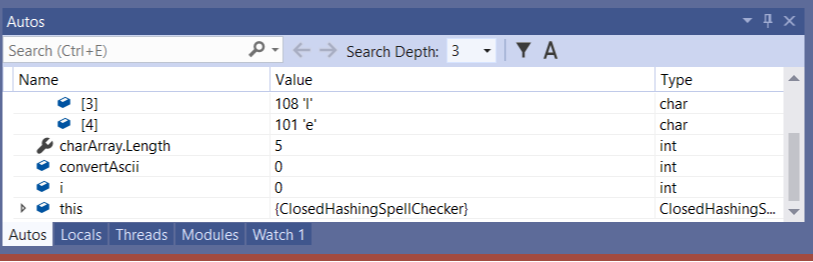 Autos
Search (Ctrl+E) Search Depth: 3 A
Name Value Type
[3] 108 'l' char
[4] 101 'e' char
charArray.Length 5 int
convertAscii 0 int
i 0 int
this {ClosedHashingSpellChecker} ClosedHashingS...
Autos Locals Threads Modules Watch 1